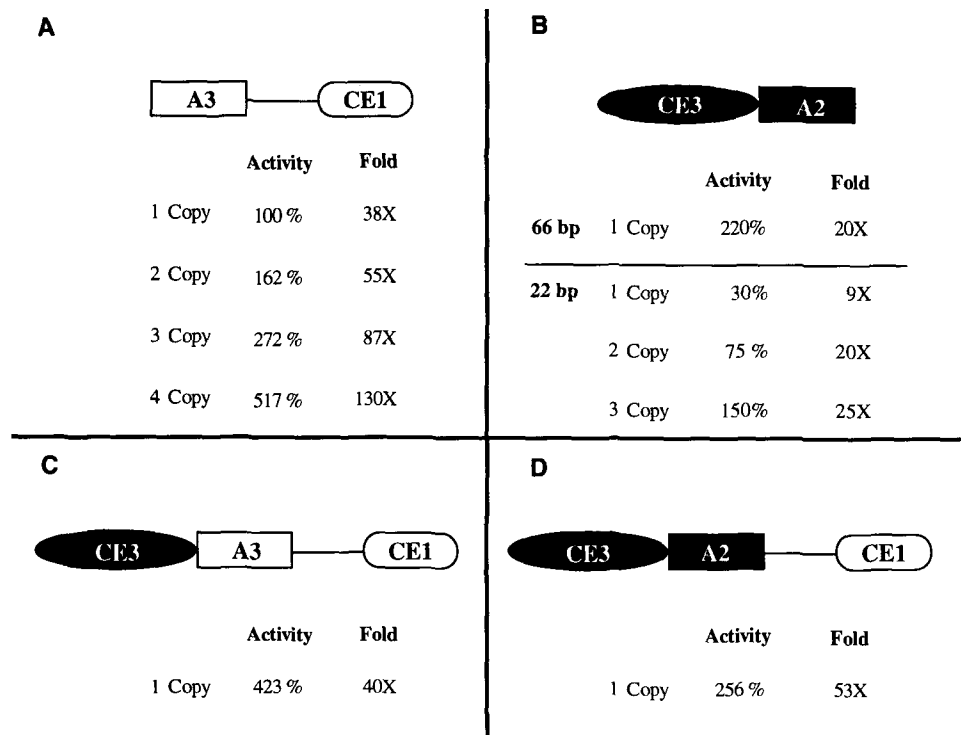 A
A3 CE1
Activity Fold
1 Copy 100 % 38X
2 Copy 162 % 55X
3 Copy 272 % 87X
4 Copy 517 % 130X
B
CE3 A2
Activity Fold
66 bp 1 Copy 220% 20X
22 bp 1 Copy 30% 9X
2 Copy 75 % 20X
3 Copy 150% 25X
C
CE3 A3 CE1
Activity Fold
1 Copy 423 % 40X
D
CE3 A2 CE1
Activity Fold
1 Copy 256 % 53X